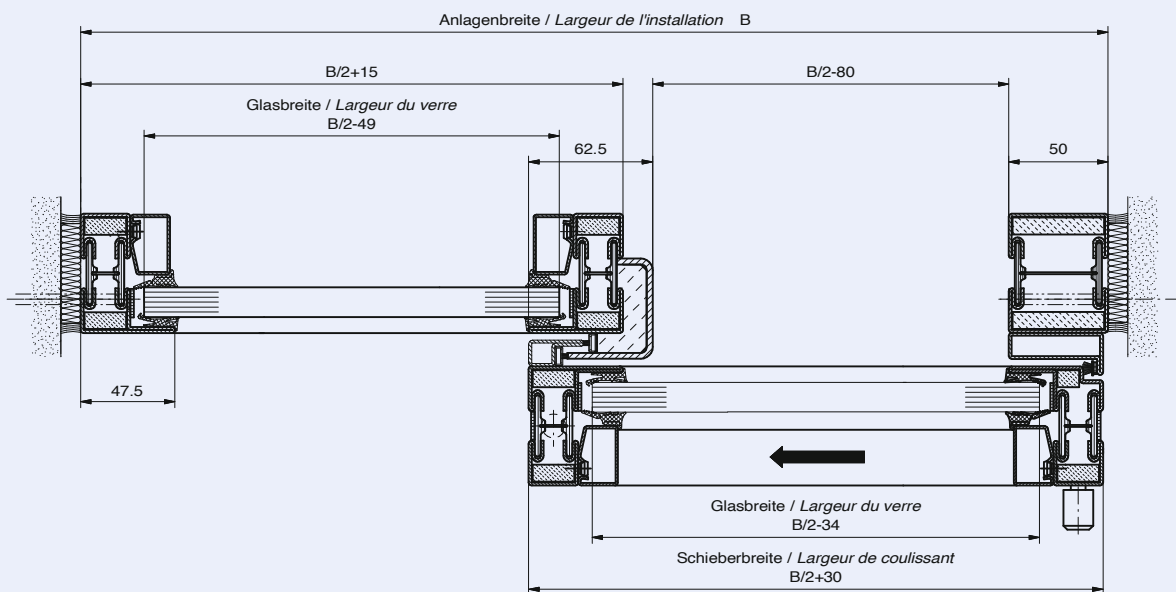 Anlagenbreite / Largeur de l'installation B
B/2+15
B/2-80
Glasbreite / Largeur du verre
B/2-49
62.5
50
47.5
Glasbreite / Largeur du verre
B/2-34
Schieberbreite / Largeur de coulissant
B/2+30